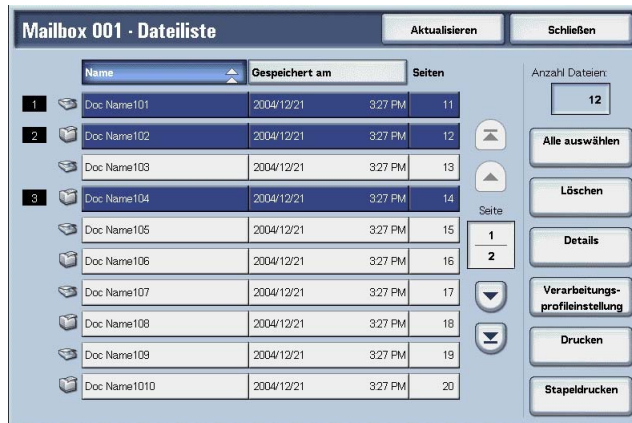 Mailbox 001 - Dateiliste
Aktualisieren
Schließen
Name
Gespeichert am
Seiten
Anzahl Dateien:
12
1 Doc Name101 2004/12/21 3:27 PM 11
2 Doc Name102 2004/12/21 3:27 PM 12
Doc Name103 2004/12/21 3:27 PM 13
3 Doc Name104 2004/12/21 3:27 PM 14
Doc Name105 2004/12/21 3:27 PM 15
Doc Name106 2004/12/21 3:27 PM 16
Doc Name107 2004/12/21 3:27 PM 17
Doc Name108 2004/12/21 3:27 PM 18
Doc Name109 2004/12/21 3:27 PM 19
Doc Name1010 2004/12/21 3:27 PM 20
Seite
1
2
Alle auswählen
Löschen
Details
Verarbeitungs-
profileinstellung
Drucken
Stapeldrucken